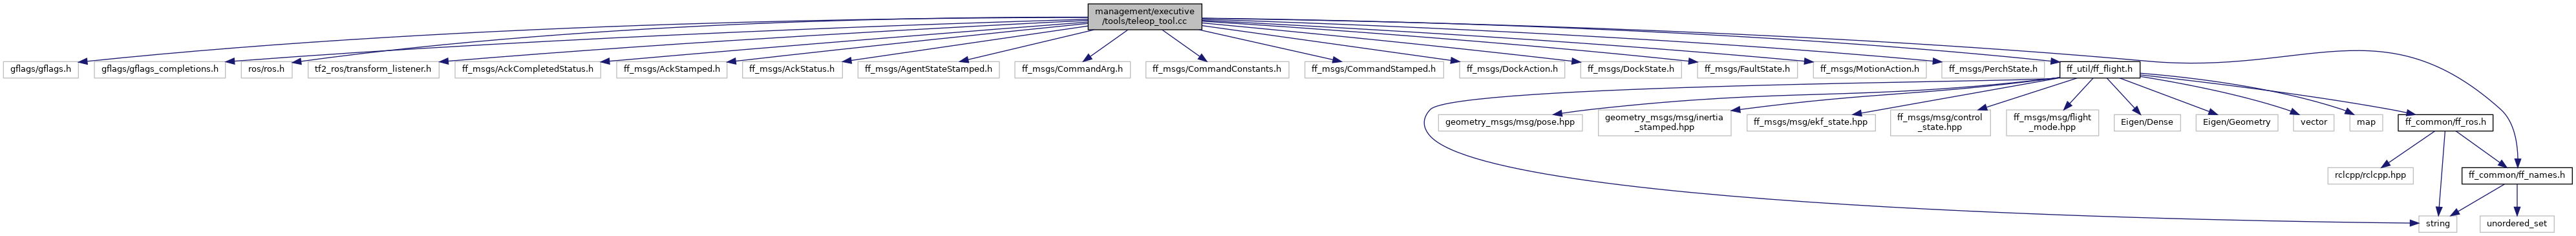 management/executive
/tools/teleop_tool.cc
gflags/gflags.h
gflags/gflags_completions.h
ros/ros.h
tf2_ros/transform_listener.h
ff_msgs/AckCompletedStatus.h
ff_msgs/AckStamped.h
ff_msgs/AckStatus.h
ff_msgs/AgentStateStamped.h
ff_msgs/CommandArg.h
ff_msgs/CommandConstants.h
ff_msgs/CommandStamped.h
ff_msgs/DockAction.h
ff_msgs/DockState.h
ff_msgs/FaultState.h
ff_msgs/MotionAction.h
ff_msgs/PerchState.h
ff_util/ff_flight.h
geometry_msgs/msg/pose.hpp
geometry_msgs/msg/inertia
_stamped.hpp
ff_msgs/msg/ekf_state.hpp
ff_msgs/msg/control
_state.hpp
ff_msgs/msg/flight
_mode.hpp
Eigen/Dense
Eigen/Geometry
vector
map
ff_common/ff_ros.h
rclcpp/rclcpp.hpp
ff_common/ff_names.h
string
unordered_set